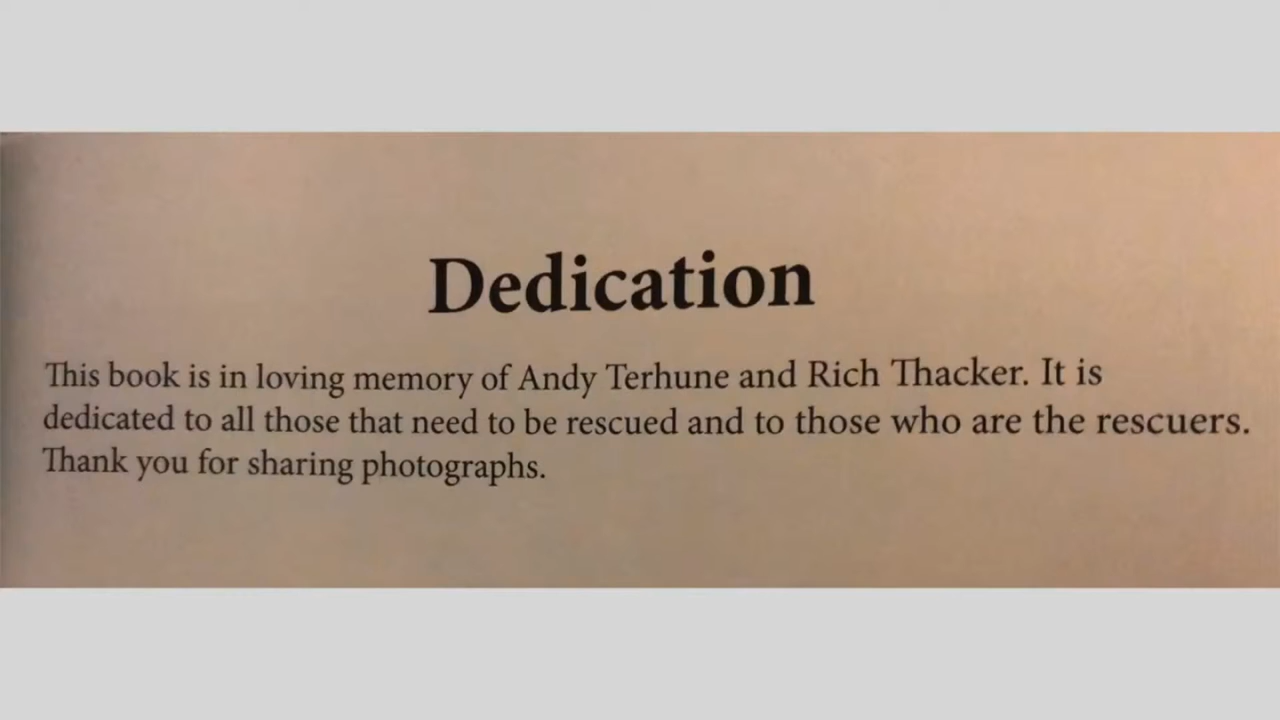 Dedication
This book is in loving memory of Andy Terhune and Rich Thacker. It is
dedicated to all those that need to be rescued and to those who are the rescuers.
Thank you for sharing photographs.